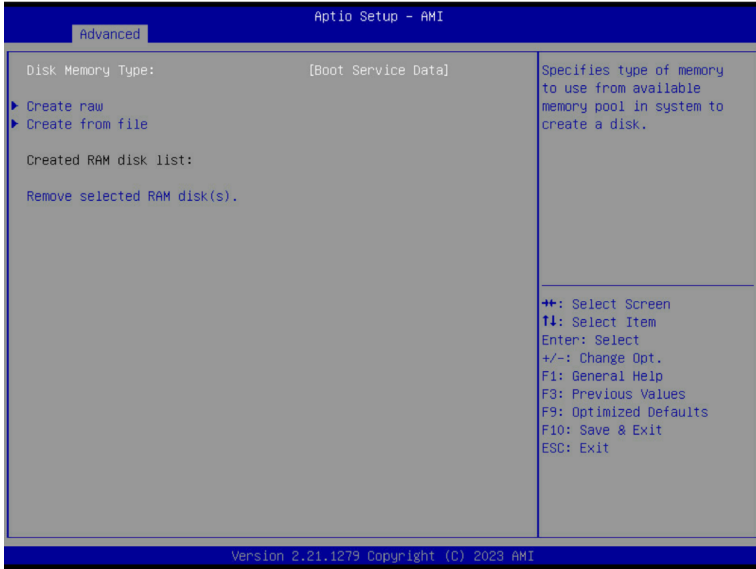 Aptio Setup - AMI
Advanced
Disk Memory Type: [Boot Service Data]
Create raw
Create from file
Created RAM disk list:
Remove selected RAM disk(s).
Specifies type of memory
to use from available
memory pool in system to
create a disk.
→←: Select Screen
↑↓: Select Item
Enter: Select
+/-: Change Opt.
F1: General Help
F3: Previous Values
F9: Optimized Defaults
F10: Save & Exit
ESC: Exit
Version 2.21.1279 Copyright (C) 2023 AMI